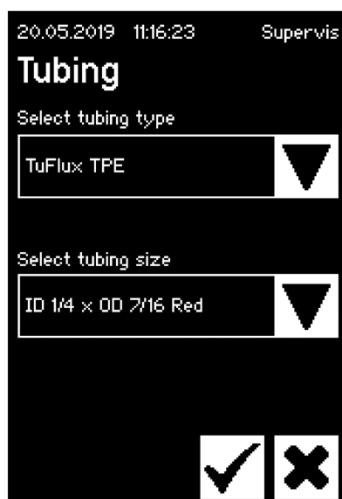 20.05.2019 11:16:23 Supervis
Tubing
Select tubing type
TuFlux TPE
Select tubing size
ID 1/4 x OD 7/16 Red